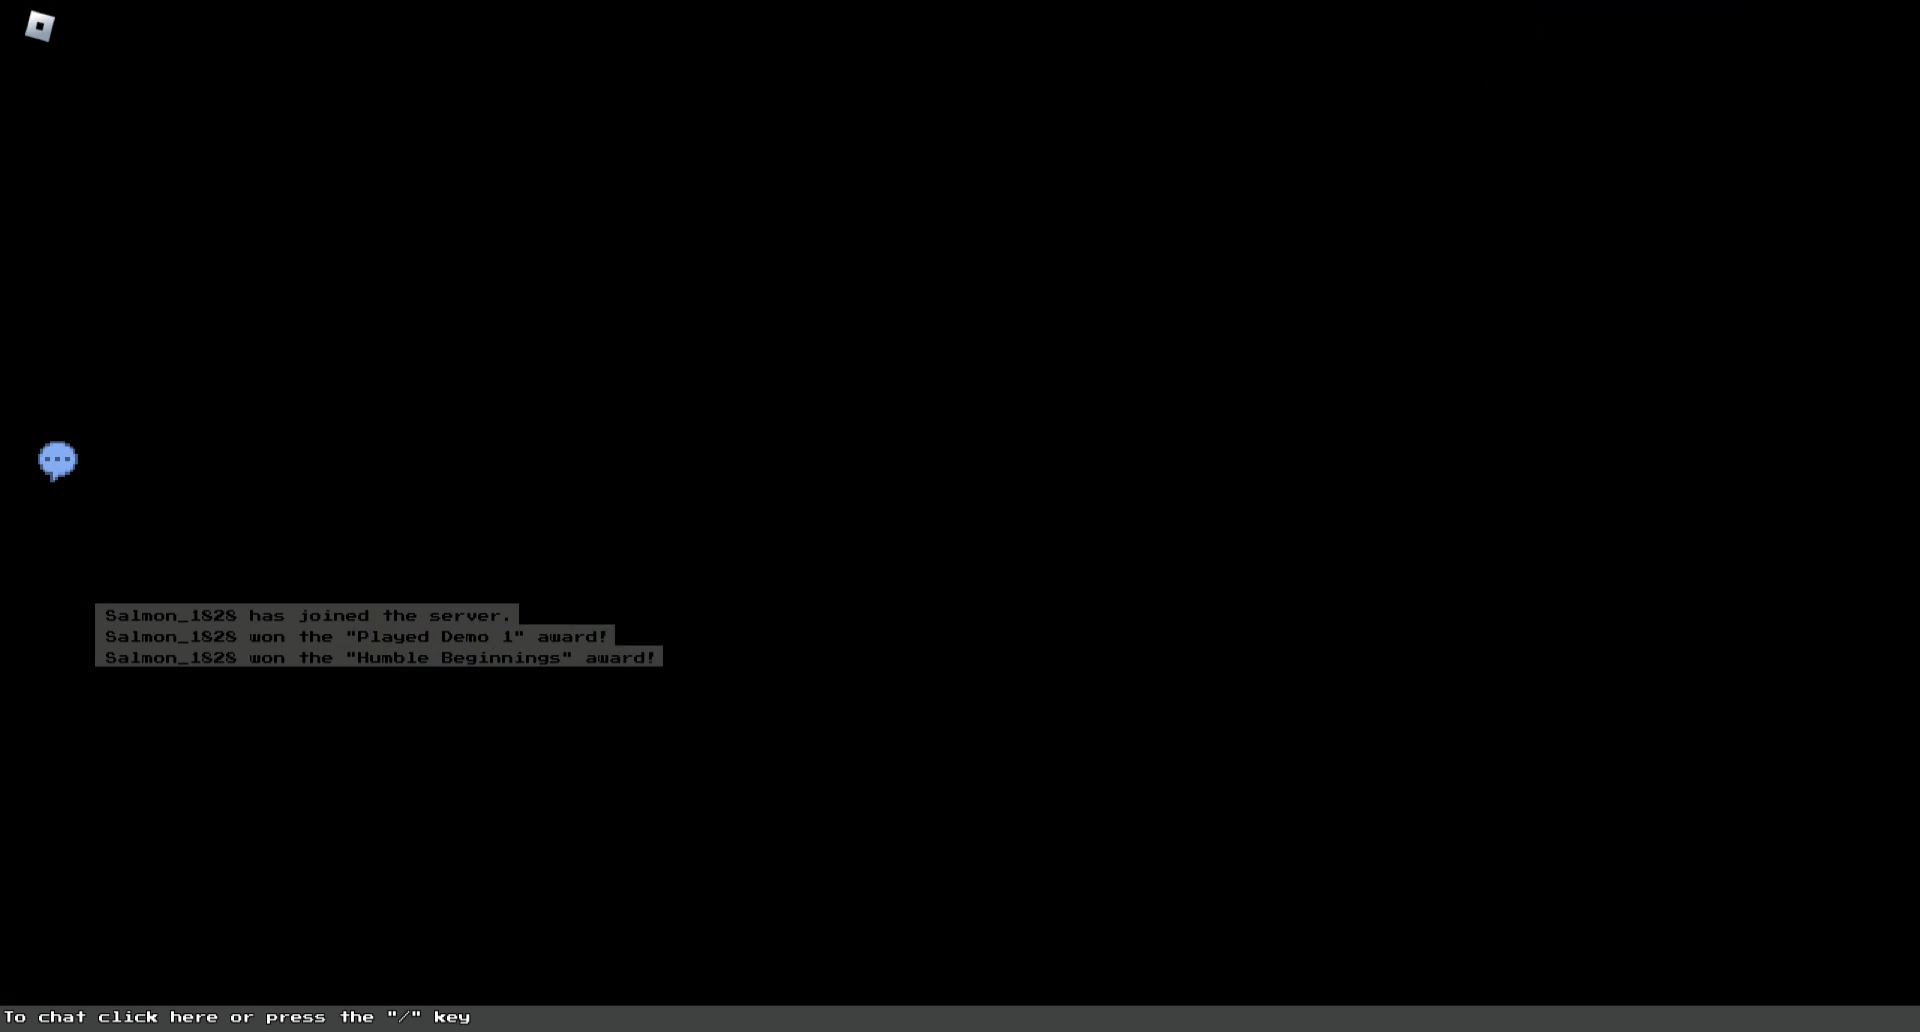 Salmon_1828 has joined the server.
Salmon_1828 won the "Played Demo 1" award!
Salmon_1828 won the "Humble Beginnings" award!
To chat click here or press the "/" key